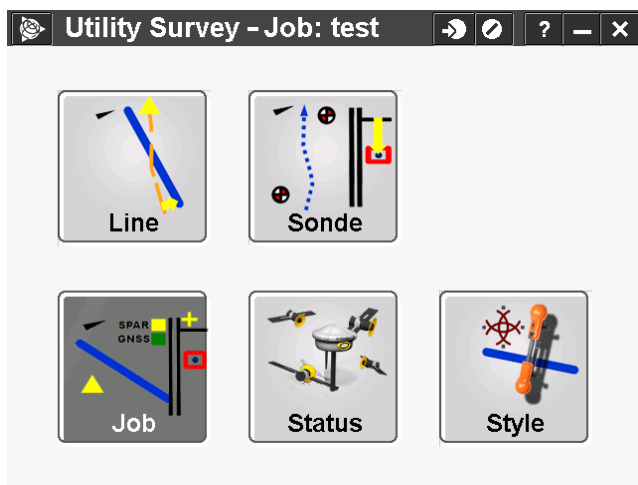 Utility Survey - Job: test
?
Line
Sonde
SPAR
GNSS
Job
Status
Style